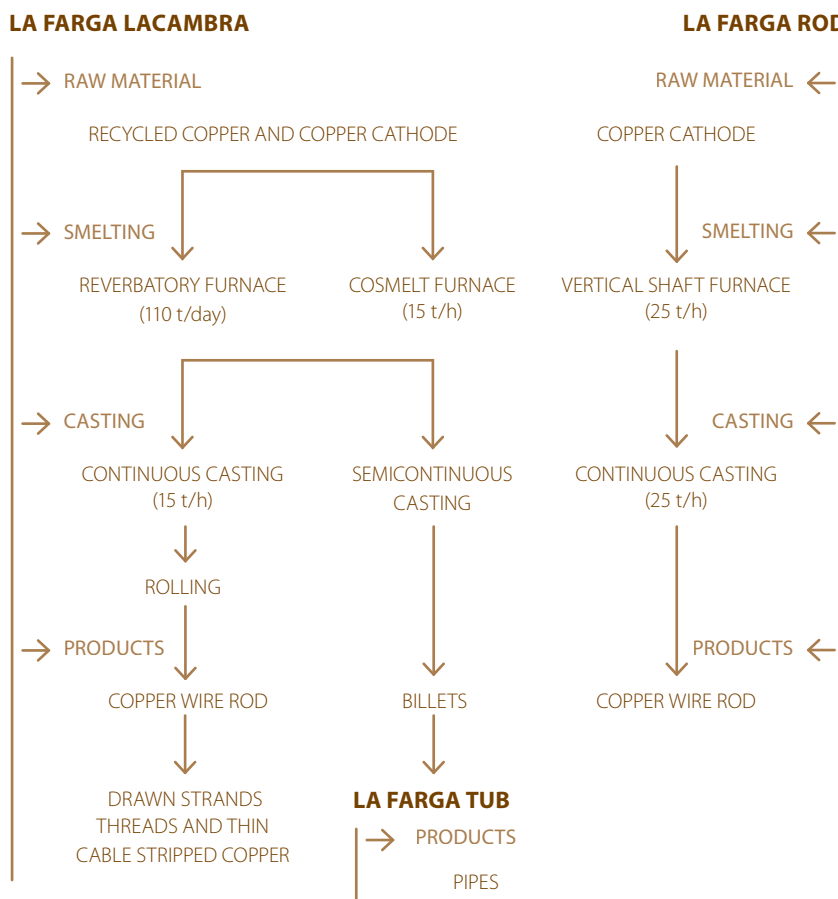 LA FARGA LACAMBRA
RAW MATERIAL
RECYCLED COPPER AND COPPER CATHODE
SMELTING
REVERBATORY FURNACE
(110 t/day)
COSMELT FURNACE
(15 t/h)
CASTING
CONTINUOUS CASTING
(15 t/h)
SEMICONTINUOUS
CASTING
ROLLING
PRODUCTS
COPPER WIRE ROD
BILLETS
DRAWN STRANDS
THREADS AND THIN
CABLE STRIPPED COPPER
LA FARGA TUB
PRODUCTS
PIPES
LA FARGA ROD
RAW MATERIAL
COPPER CATHODE
SMELTING
VERTICAL SHAFT FURNACE
(25 t/h)
CASTING
CONTINUOUS CASTING
(25 t/h)
PRODUCTS
COPPER WIRE ROD